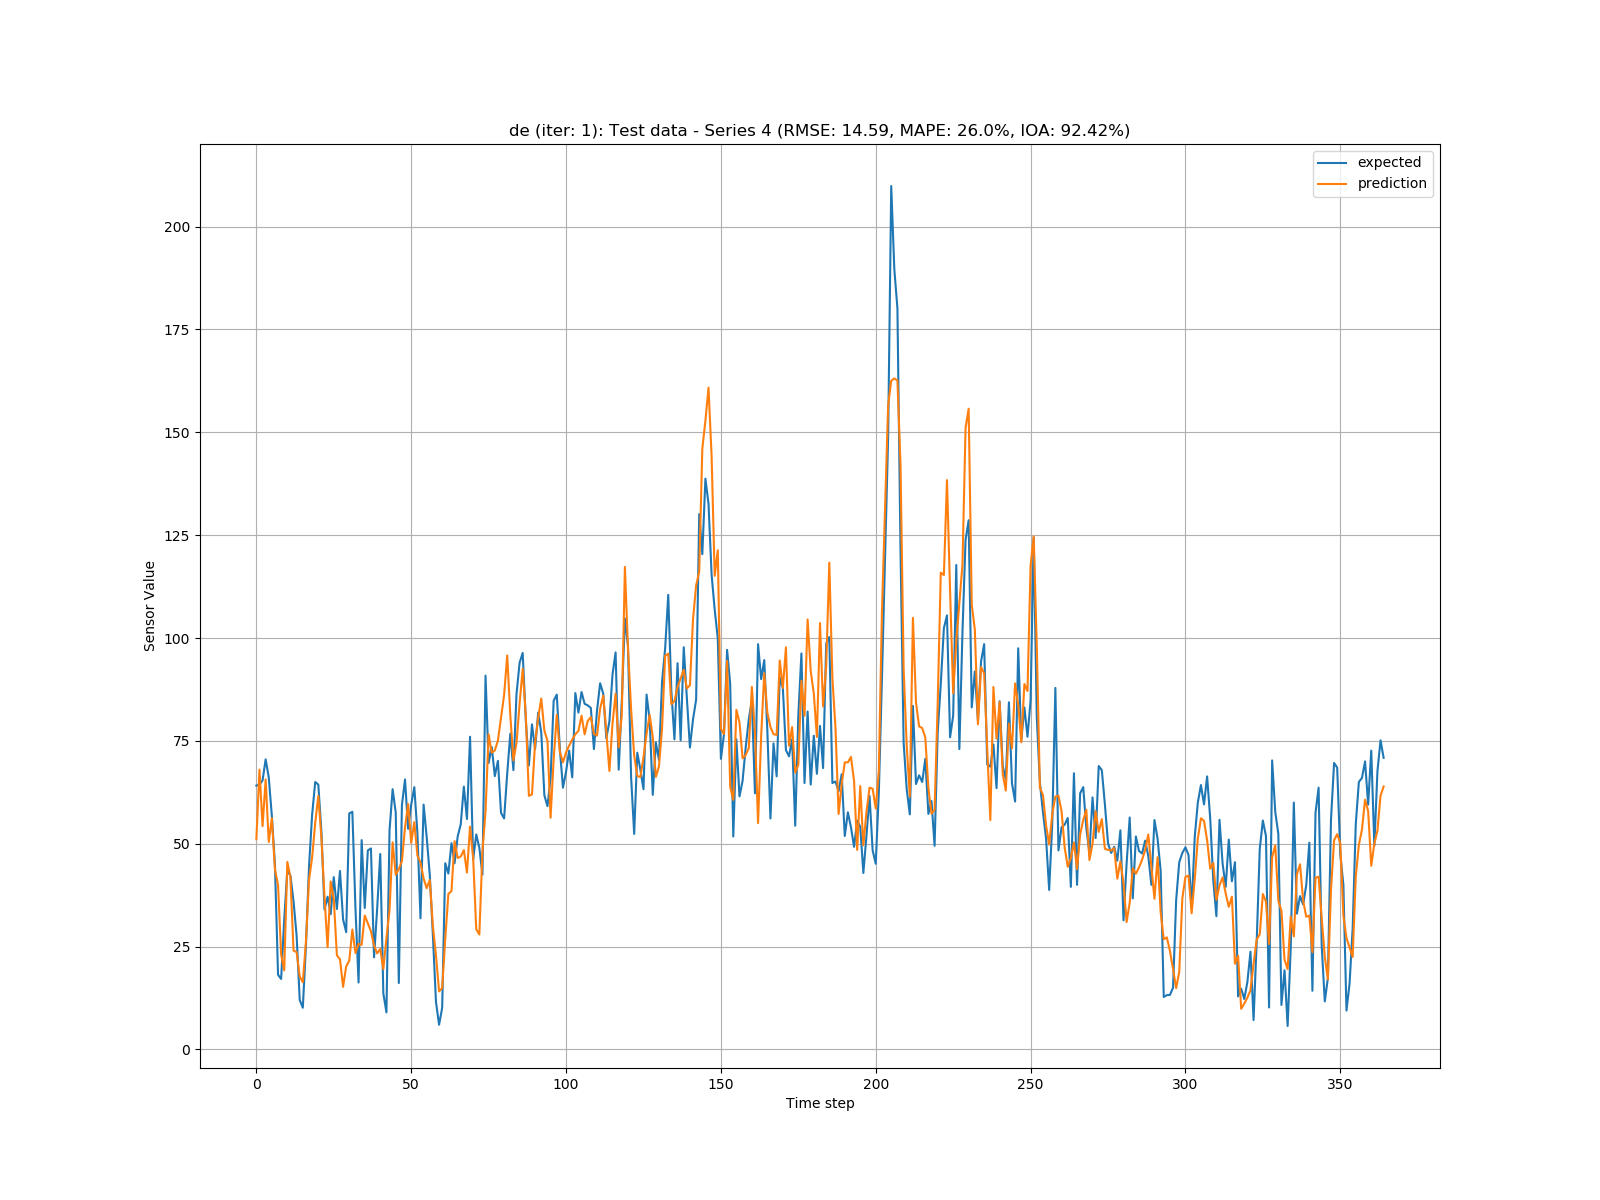 de (iter: 1): Test data - Series 4 (RMSE: 14.59, MAPE: 26.0%, IOA: 92.42%)
expected
prediction
200
175
150
125
100
75
50
25
0
Sensor Value
0 50 100 150 200 250 300 350
Time step